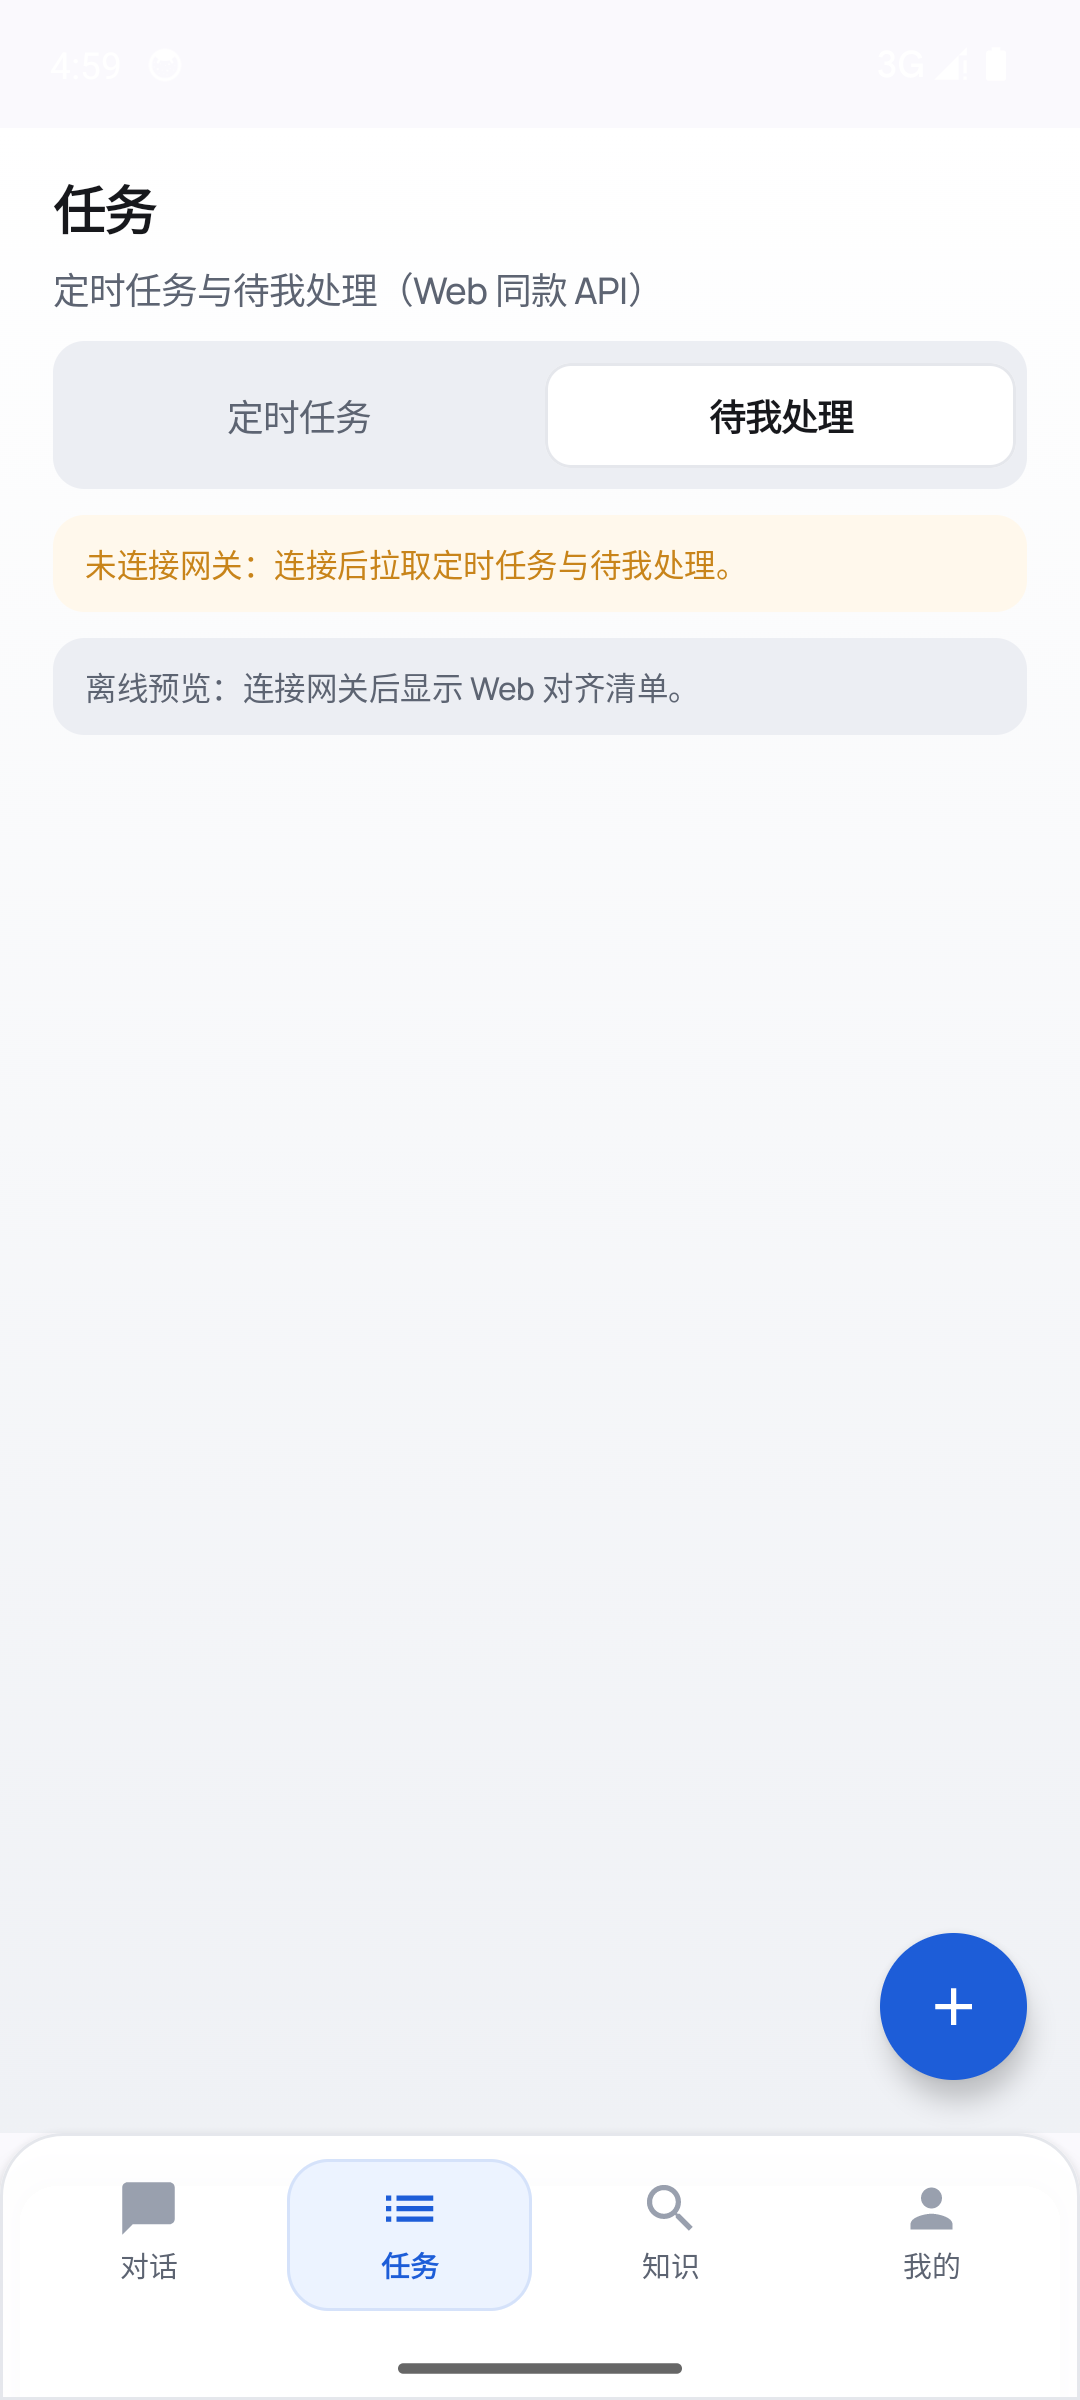 4:59
3G
任务
定时任务与待我处理（Web 同款 API）
定时任务
待我处理
未连接网关：连接后拉取定时任务与待我处理。
离线预览：连接网关后显示 Web 对齐清单。
对话
任务
知识
我的